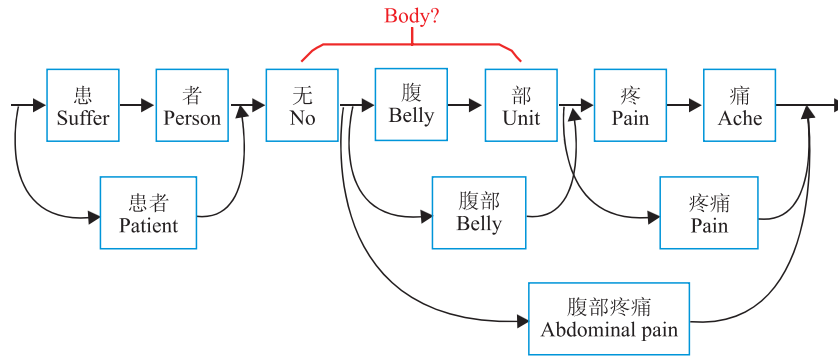 Body?
患
Suffer
者
Person
无
No
腹
Belly
部
Unit
疼
Pain
痛
Ache
患者
Patient
腹部
Belly
疼痛
Pain
腹部疼痛
Abdominal pain